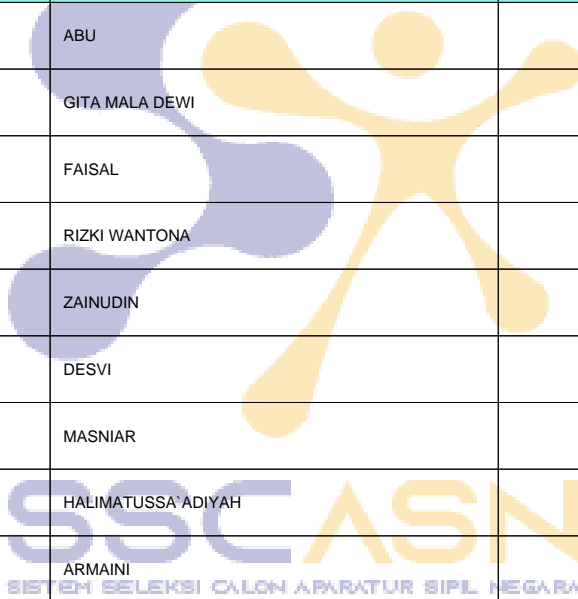 ABU
GITA MALA DEWI
FAISAL
RIZKI WANTONA
ZAINUDIN
DESVI
MASNIAR
HALIMATUSSA`ADIYAH
ARMAINI
SSCASN
SISTEM SELEKSI CALON APARATUR SIPIL NEGARA